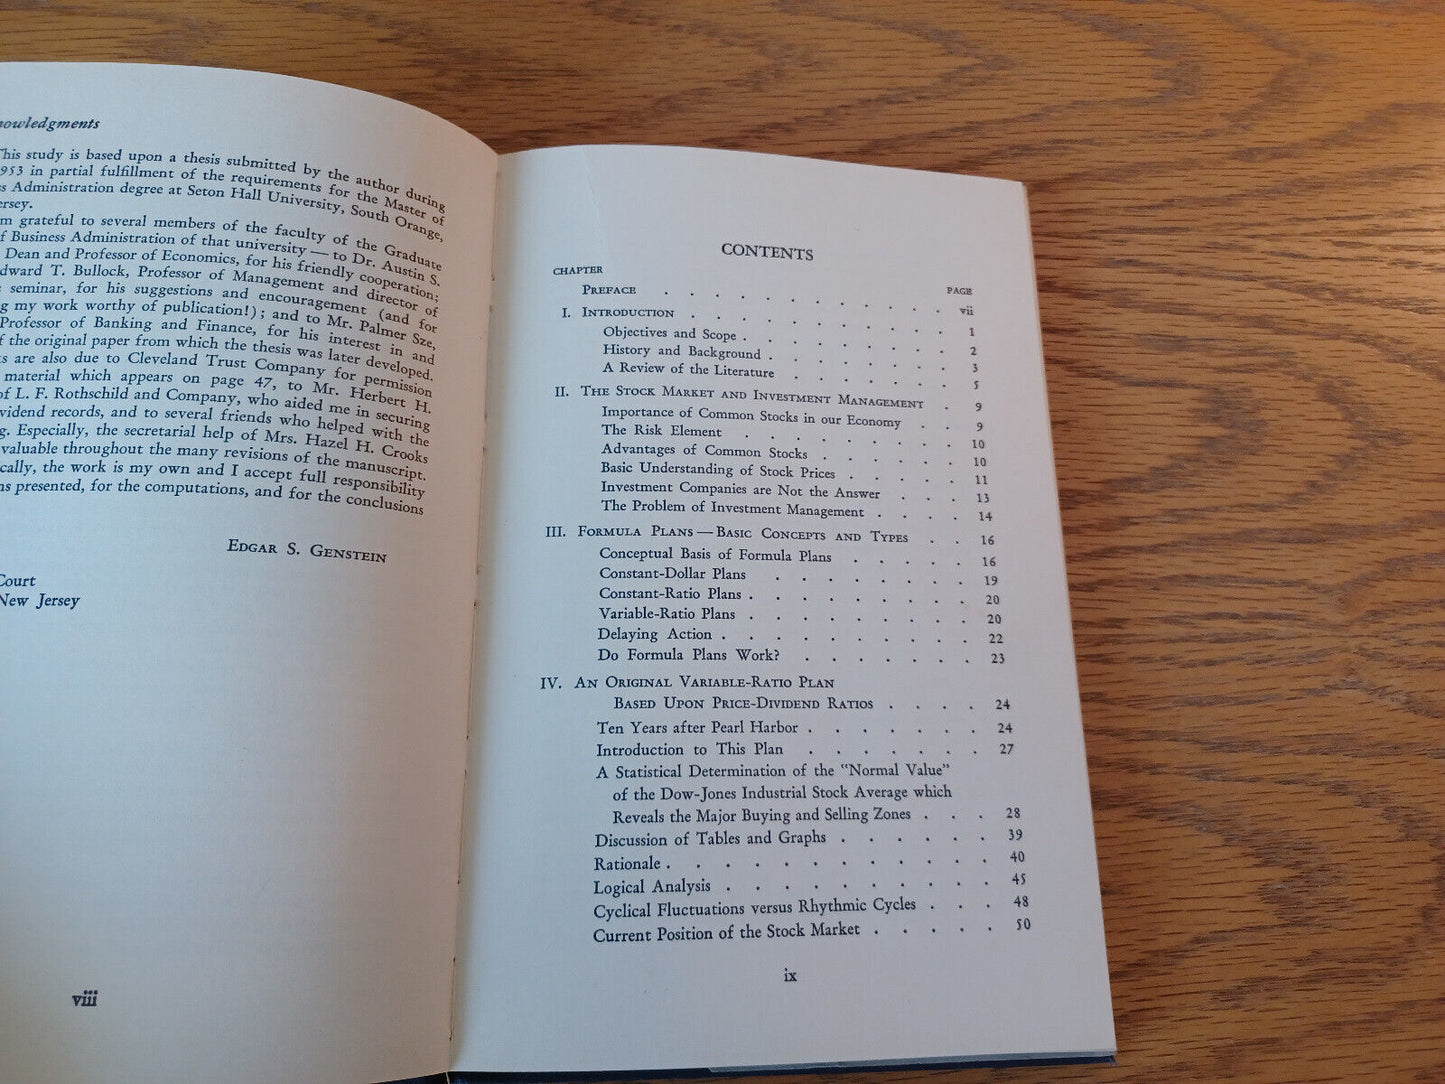 nowledgments
This study is based upon a thesis submitted by the author during
953 in partial fulfillment of the requirements for the Master of
ss Administration degree at Seton Hall University, South Orange,
ersey.
m grateful to several members of the faculty of the Graduate
f Business Administration of that university — to Dr. Austin S.
Dean and Professor of Economics, for his friendly cooperation;
dward T. Bullock, Professor of Management and director of
s seminar, for his suggestions and encouragement (and for
ng my work worthy of publication!); and to Mr. Palmer Sze,
Professor of Banking and Finance, for his interest in and
f the original paper from which the thesis was later developed.
ks are also due to Cleveland Trust Company for permission
material which appears on page 47, to Mr. Herbert H.
of L. F. Rothschild and Company, who aided me in securing
vidend records, and to several friends who helped with the
g. Especially, the secretarial help of Mrs. Hazel H. Crooks
valuable throughout the many revisions of the manuscript.
cally, the work is my own and I accept full responsibility
ns presented, for the computations, and for the conclusions
Edgar S. Genstein
Court
New Jersey
viii
CONTENTS
CHAPTER PAGE
Preface . . . . . . . . . . vii
I. Introduction . . . . . . . . . 1
Objectives and Scope . . . . . . . . 2
History and Background . . . . . . . 3
A Review of the Literature . . . . . . 5
II. The Stock Market and Investment Management . 9
Importance of Common Stocks in our Economy . . 9
The Risk Element . . . . . . . . 10
Advantages of Common Stocks . . . . . . 10
Basic Understanding of Stock Prices . . . . . 11
Investment Companies are Not the Answer . . . 13
The Problem of Investment Management . . . . 14
III. Formula Plans — Basic Concepts and Types . . 16
Conceptual Basis of Formula Plans . . . . . 16
Constant-Dollar Plans . . . . . . . . 19
Constant-Ratio Plans . . . . . . . . . 20
Variable-Ratio Plans . . . . . . . . . 20
Delaying Action . . . . . . . . . . 22
Do Formula Plans Work? . . . . . . . 23
IV. An Original Variable-Ratio Plan
Based Upon Price-Dividend Ratios . . . . 24
Ten Years after Pearl Harbor . . . . . . . 24
Introduction to This Plan . . . . . . . 27
A Statistical Determination of the "Normal Value"
of the Dow-Jones Industrial Stock Average which
Reveals the Major Buying and Selling Zones . . . 28
Discussion of Tables and Graphs . . . . . . 39
Rationale . . . . . . . . . . . . 40
Logical Analysis . . . . . . . . . . 45
Cyclical Fluctuations versus Rhythmic Cycles . . . 48
Current Position of the Stock Market . . . . . 50
ix